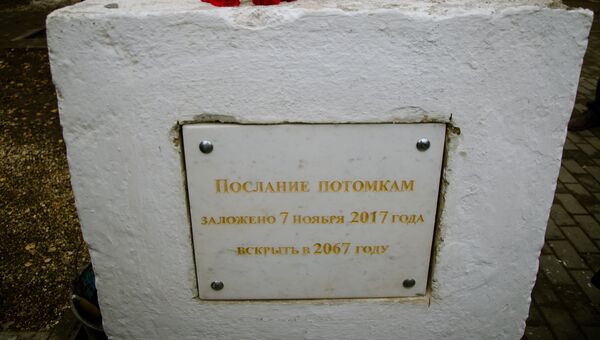 ПОСЛАНИЕ ПОТОМКАМ
ЗАЛОЖЕНО 7 НОЯБРЯ 2017 ГОДА
ВСКРЫТЬ В 2067 ГОДУ